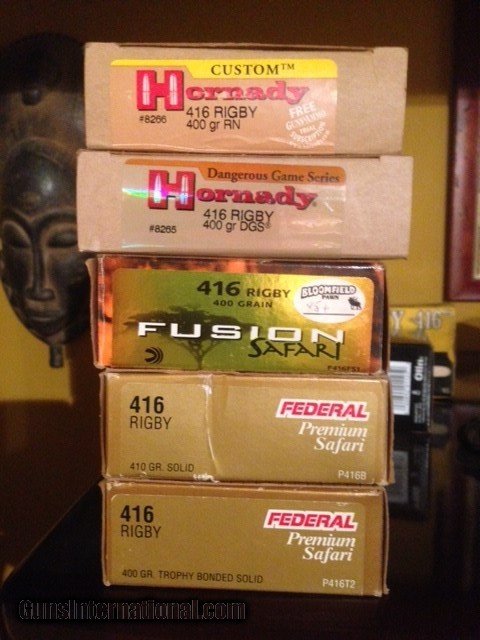 CUSTOM™
Hornady
416 RIGBY
#8266
400 gr RN
FREE
Dangerous Game Series
Hornady
416 RIGBY
#8265
400 gr DGS®
416 RIGBY
400 GRAIN
BLOOMFIELD
PAWN
FUSION
SAFARI
P416FS1
416
RIGBY
FEDERAL
Premium
Safari
410 GR. SOLID
P416B
416
RIGBY
FEDERAL
Premium
Safari
400 GR. TROPHY BONDED SOLID
P416T2
416
GunsInternational.com